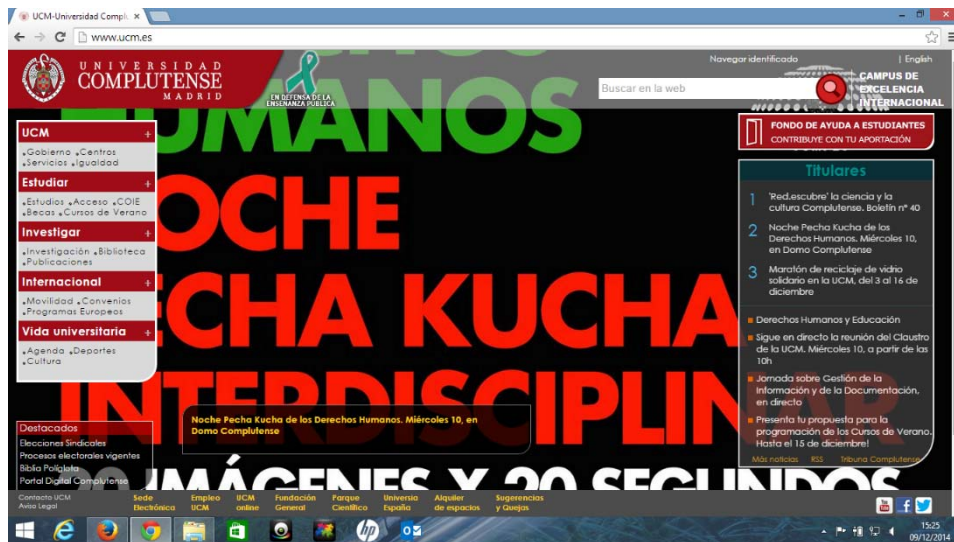 UCM-Universidad Compl
www.ucm.es
UNIVERSIDAD
COMPLUTENSE
MADRID
EN DEFENSA DE LA
ENSEÑANZA PÚBLICA
Navegar identificado | English
Buscar en la web
CAMPUS DE
EXCELENCIA
INTERNACIONAL
HUMANOS
NOCHE
PECHA KUCHA
INTERDISCIPLINAR
20 IMÁGENES Y 20 SEGUNDOS
UCM +
Gobierno Centros
Servicios Igualdad
Estudiar +
Estudios Acceso COIE
Becas Cursos de Verano
Investigar +
Investigación Biblioteca
Publicaciones
Internacional +
Movilidad Convenios
Programas Europeos
Vida universitaria +
Agenda Deportes
Cultura
Destacados
Elecciones Sindicales
Procesos electorales vigentes
Biblia Políglota
Portal Digital Complutense
Noche Pecha Kucha de los Derechos Humanos. Miércoles 10, en
Domo Complutense
FONDO DE AYUDA A ESTUDIANTES
CONTRIBUYE CON TU APORTACIÓN
Titulares
1 'Red.escubre' la ciencia y la
cultura Complutense. Boletín nº 40
2 Noche Pecha Kucha de los
Derechos Humanos. Miércoles 10,
en Domo Complutense
3 Maratón de reciclaje de vidrio
solidario en la UCM, del 3 al 16 de
diciembre
Derechos Humanos y Educación
Sigue en directo la reunión del Claustro
de la UCM. Miércoles 10, a partir de las
10h
Jornada sobre Gestión de la
Información y de la Documentación,
en directo
Presenta tu propuesta para la
programación de los Cursos de Verano.
Hasta el 15 de diciembre!
Más noticias RSS Tribuna Complutense
Contacto UCM
Aviso Legal
Sede
Electrónica
Empleo
UCM
UCM
online
Fundación
General
Parque
Científico
Universia
España
Alquiler
de espacios
Sugerencias
y Quejas
hp
15:25
09/12/2014